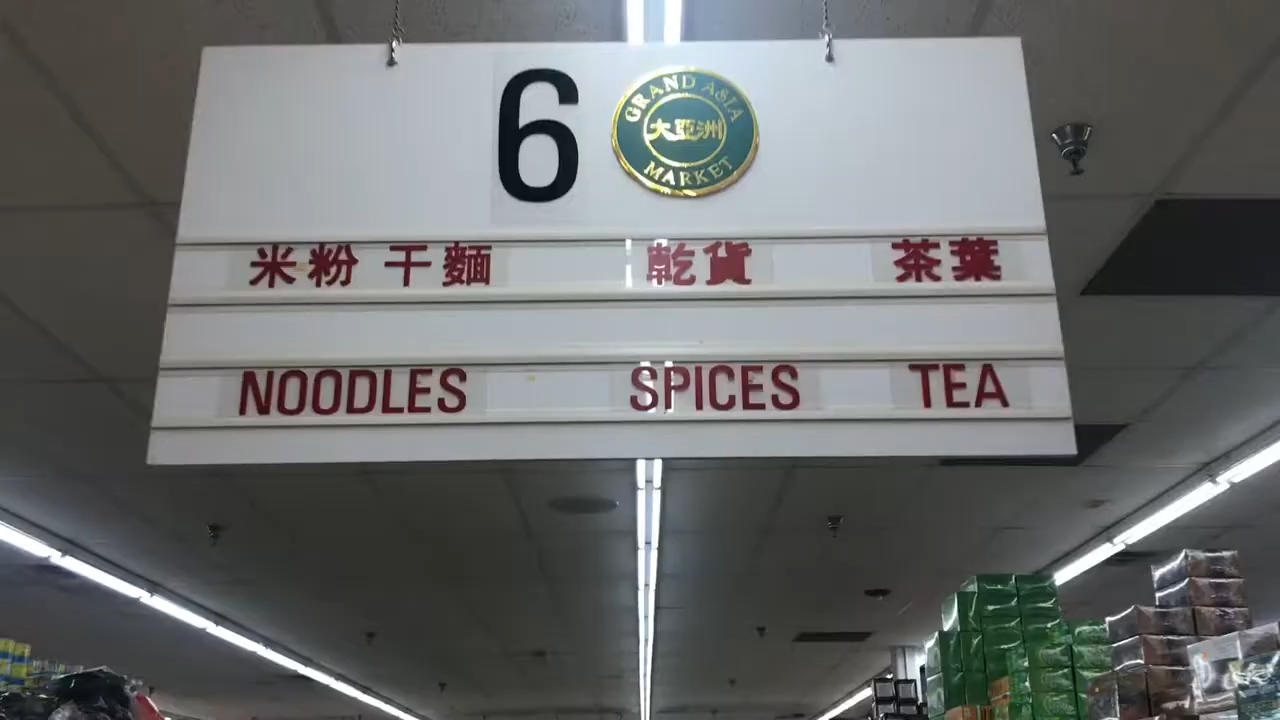 6
GRAND ASIA
大亞洲
MARKET
米粉 干麵 乾貨 茶葉
NOODLES SPICES TEA